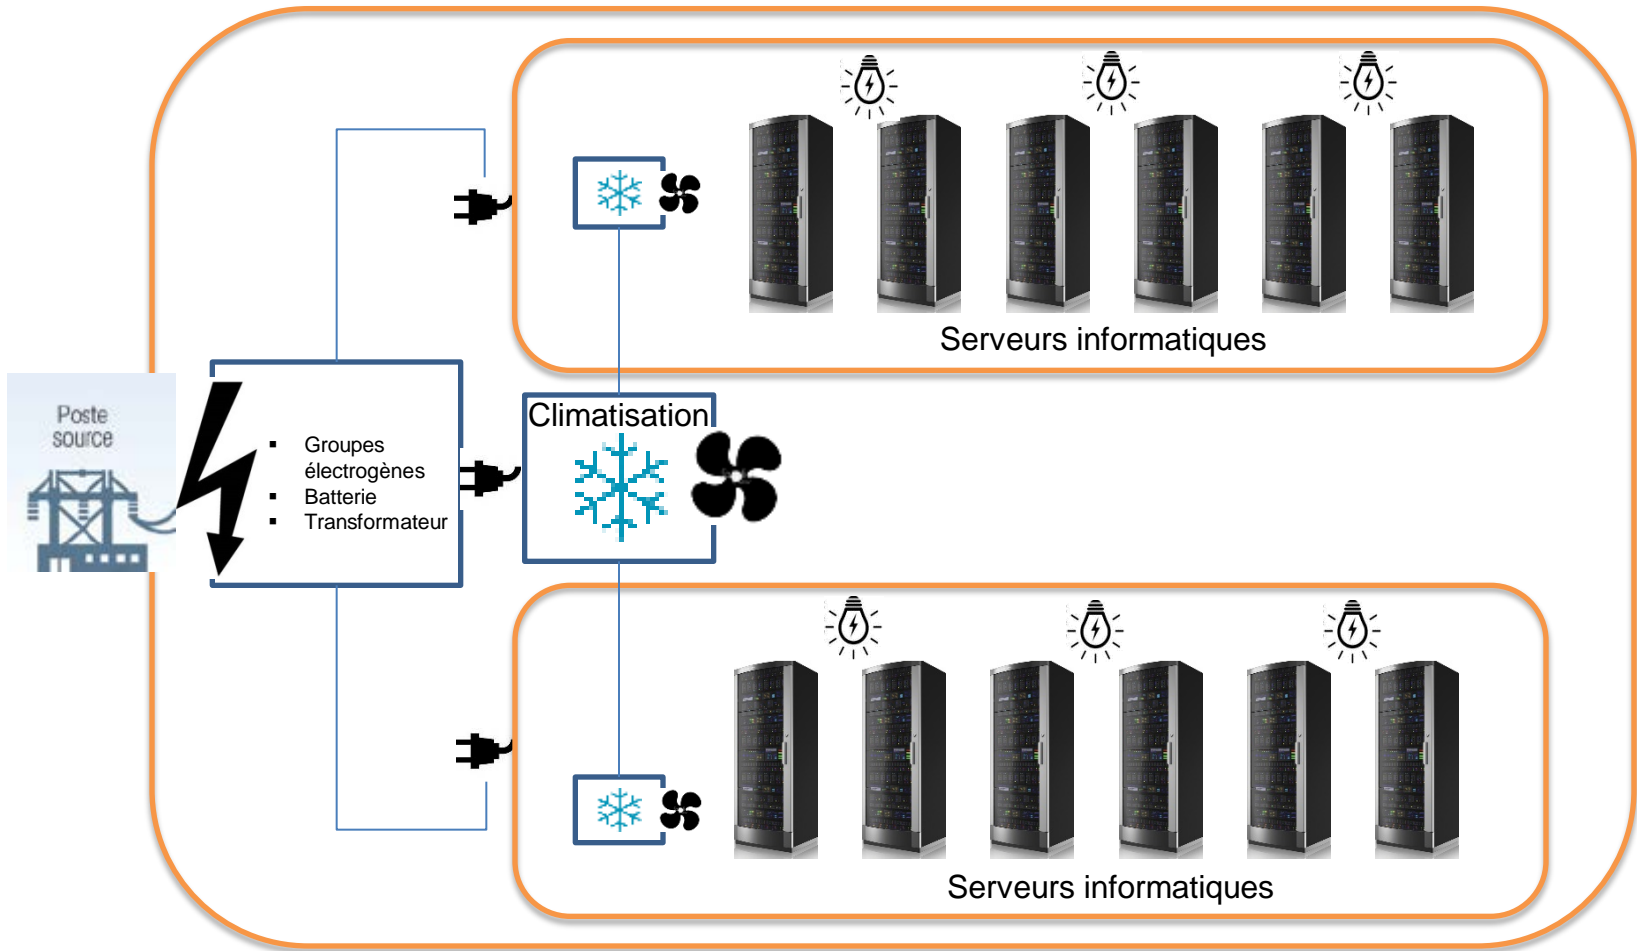 Serveurs informatiques
Poste
source
▪ Groupes
électrogènes
▪ Batterie
▪ Transformateur
Climatisation
Serveurs informatiques